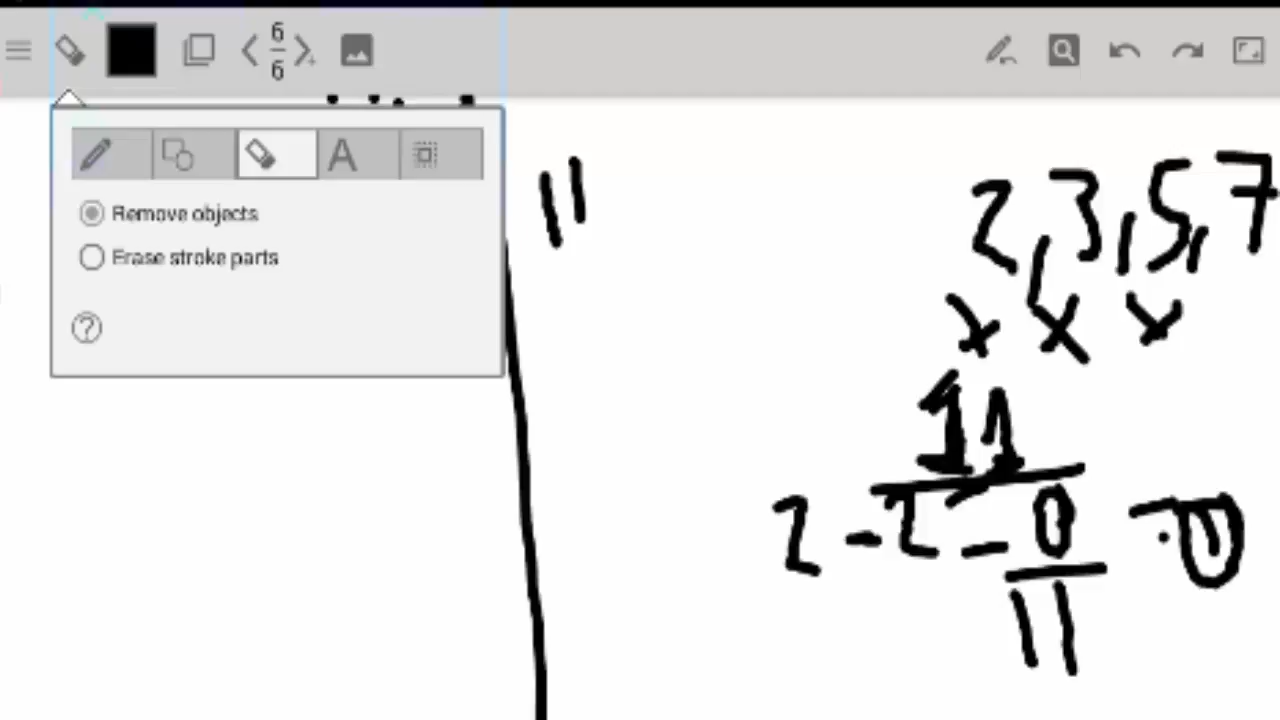 6
6
A
Remove objects
Erase stroke parts
?
11
2, 3, 5, 7
x x x
11
2 - 2 - 0
11